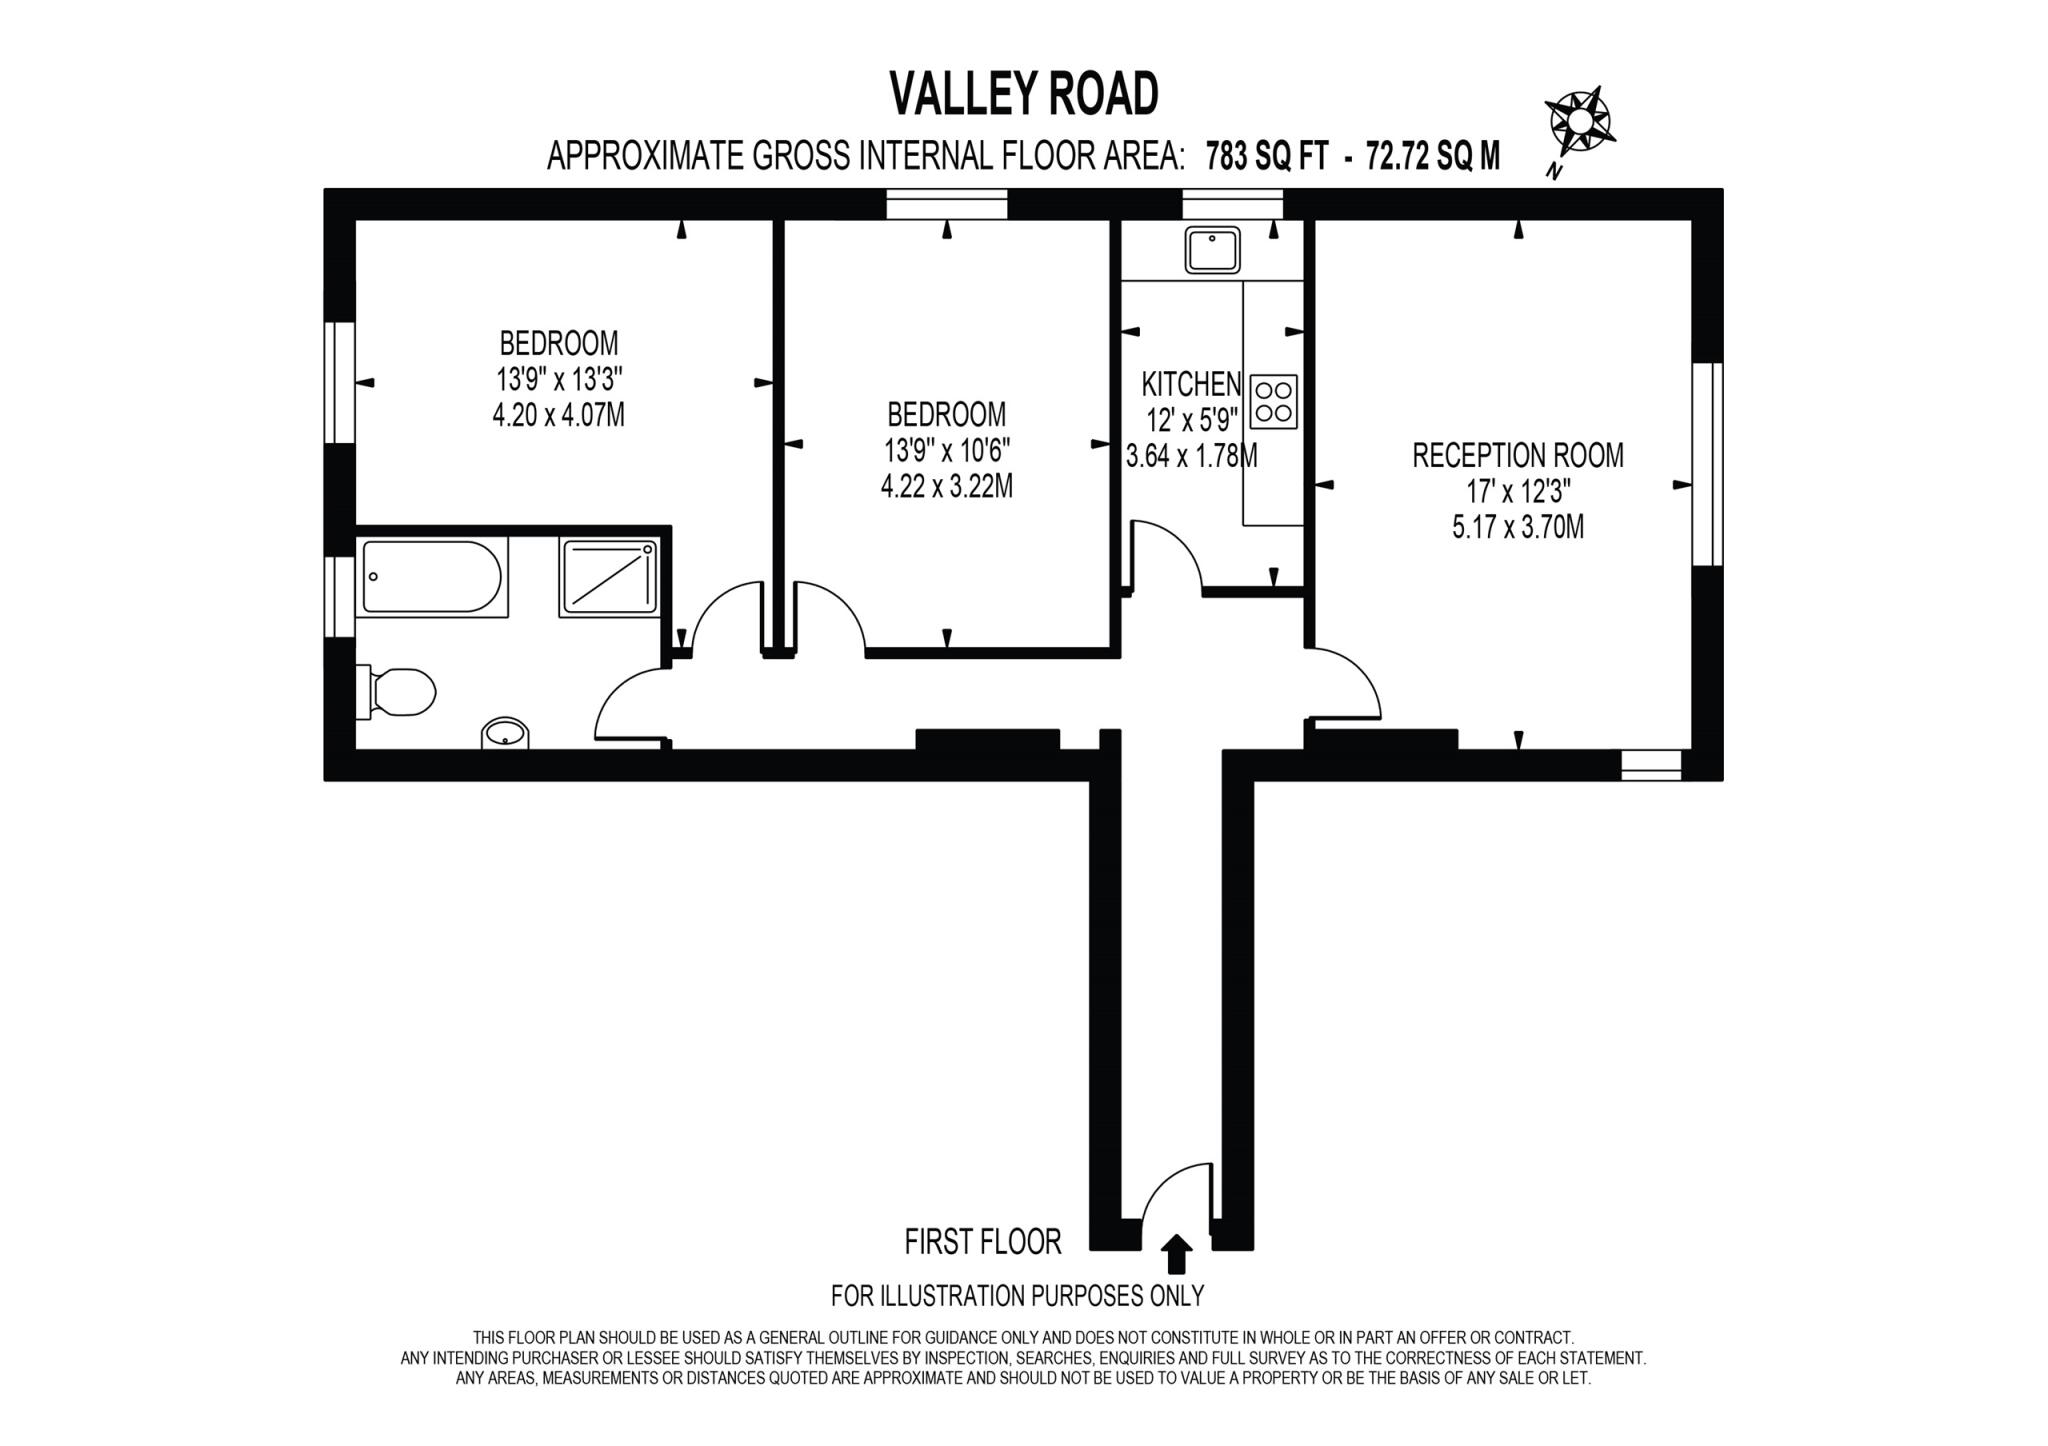 VALLEY ROAD
APPROXIMATE GROSS INTERNAL FLOOR AREA: 783 SQ FT - 72.72 SQ M
N
BEDROOM
13'9" x 13'3"
4.20 x 4.07M
BEDROOM
13'9" x 10'6"
4.22 x 3.22M
KITCHEN
12' x 5'9"
3.64 x 1.78M
RECEPTION ROOM
17' x 12'3"
5.17 x 3.70M
FIRST FLOOR
FOR ILLUSTRATION PURPOSES ONLY
THIS FLOOR PLAN SHOULD BE USED AS A GENERAL OUTLINE FOR GUIDANCE ONLY AND DOES NOT CONSTITUTE IN WHOLE OR IN PART AN OFFER OR CONTRACT.
ANY INTENDING PURCHASER OR LESSEE SHOULD SATISFY THEMSELVES BY INSPECTION, SEARCHES, ENQUIRIES AND FULL SURVEY AS TO THE CORRECTNESS OF EACH STATEMENT.
ANY AREAS, MEASUREMENTS OR DISTANCES QUOTED ARE APPROXIMATE AND SHOULD NOT BE USED TO VALUE A PROPERTY OR BE THE BASIS OF ANY SALE OR LET.